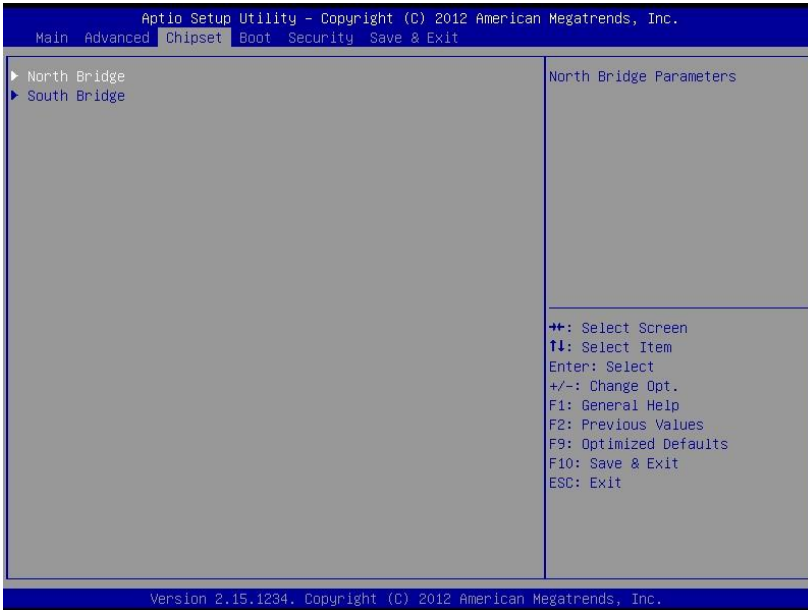 Aptio Setup Utility – Copyright (C) 2012 American Megatrends, Inc.
Main Advanced Chipset Boot Security Save & Exit
▶ North Bridge
▶ South Bridge
North Bridge Parameters
→←: Select Screen
↑↓: Select Item
Enter: Select
+/-: Change Opt.
F1: General Help
F2: Previous Values
F9: Optimized Defaults
F10: Save & Exit
ESC: Exit
Version 2.15.1234. Copyright (C) 2012 American Megatrends, Inc.